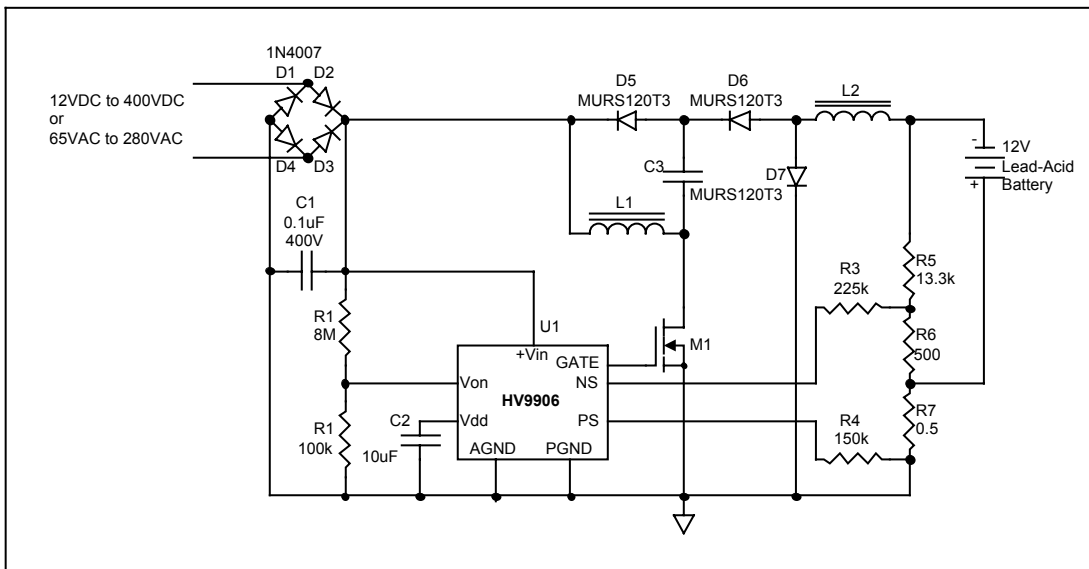 1N4007
D1 D2
12VDC to 400VDC
or
65VAC to 280VAC
D4 D3
C1
0.1uF
400V
D5
MURS120T3
D6
MURS120T3
L2
D7
MURS120T3
C3
L1
-
12V
Lead-Acid
+ Battery
R5
13.3k
R3
225k
R6
500
R1
8M
U1
M1
+Vin
GATE
Von
NS
HV9906
Vdd
PS
AGND
PGND
R1
100k
C2
10uF
R4
150k
R7
0.5